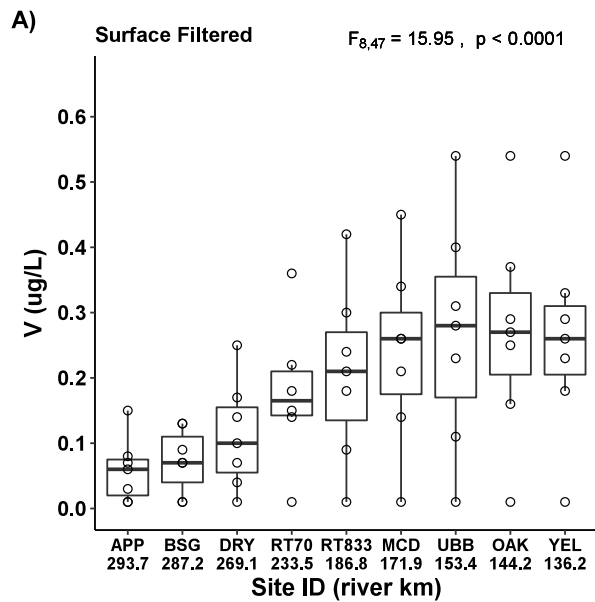 A)
Surface Filtered
F8,47 = 15.95 , p < 0.0001
V (ug/L)
0.6
0.5
0.4
0.3
0.2
0.1
0.0
APP BSG DRY RT70 RT833 MCD UBB OAK YEL
293.7 287.2 269.1 233.5 186.8 171.9 153.4 144.2 136.2
Site ID (river km)